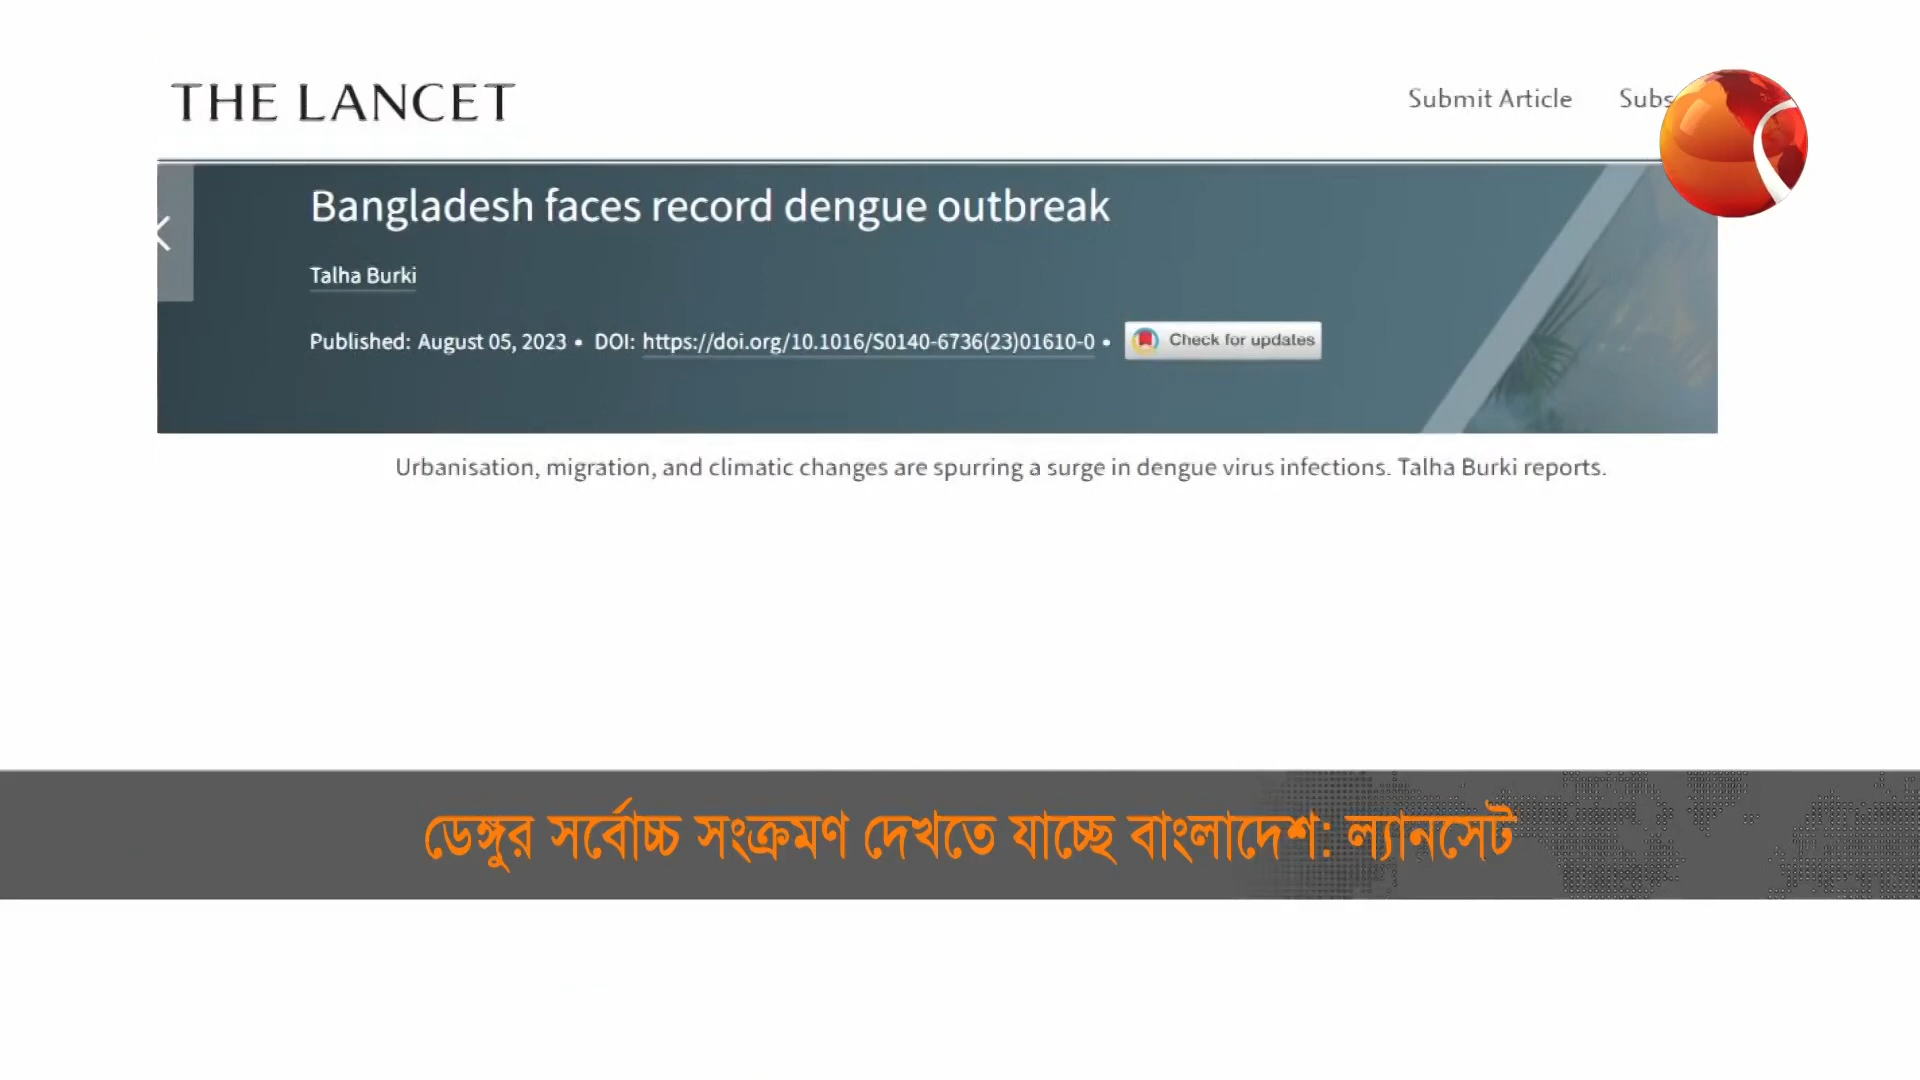 THE LANCET
Submit Article
Bangladesh faces record dengue outbreak
Talha Burki
Published: August 05, 2023 • DOI: https://doi.org/10.1016/S0140-6736(23)01610-0 •
Check for updates
Urbanisation, migration, and climatic changes are spurring a surge in dengue virus infections. Talha Burki reports.
ডেঙ্গুর সর্বোচ্চ সংক্রমণ দেখতে যাচ্ছে বাংলাদেশ: ল্যানসেট